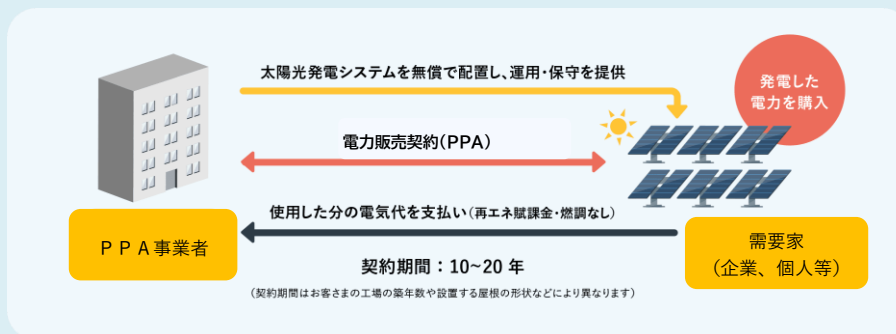 太陽光発電システムを無償で配置し、運用・保守を提供
発電した
電力を購入
電力販売契約(PPA)
使用した分の電気代を支払い(再エネ賦課金・燃調なし)
PPA事業者
需要家
(企業、個人等)
契約期間:10~20 年
(契約期間はお客さまの工場の築年数や設置する屋根の形状などにより異なります)